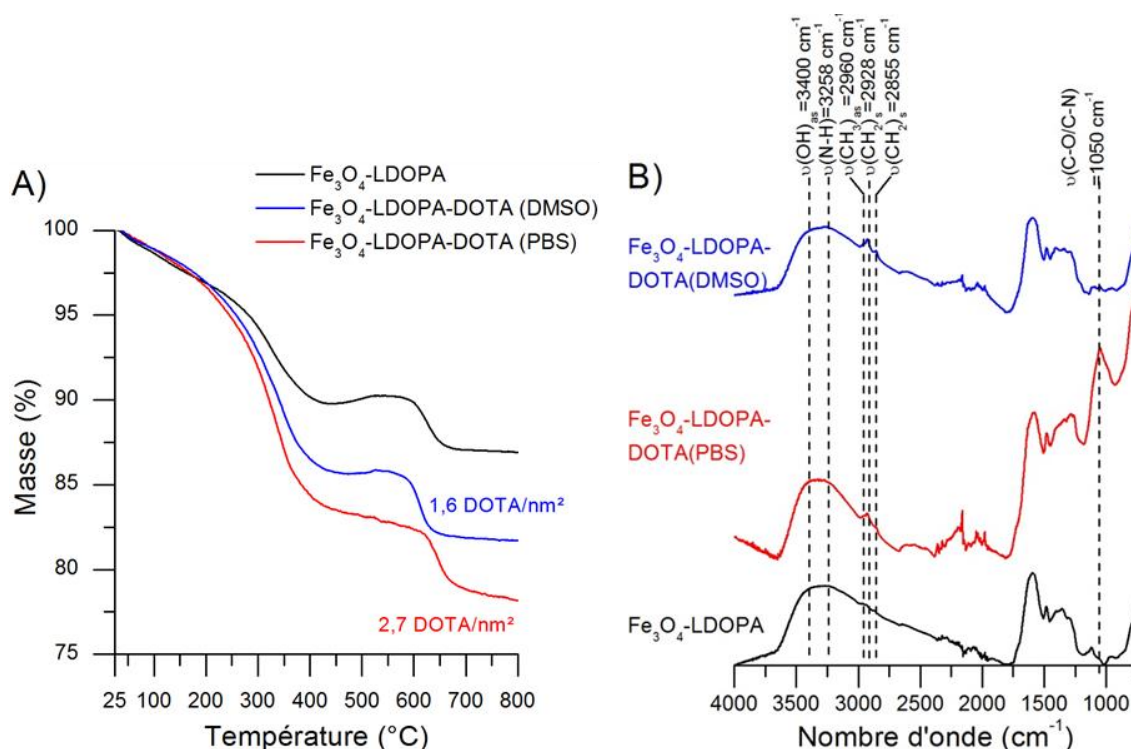 A)
Fe₃O₄-LDOPA
Fe₃O₄-LDOPA-DOTA (DMSO)
Fe₃O₄-LDOPA-DOTA (PBS)
Masse (%)
100
95
90
85
80
75
1,6 DOTA/nm²
2,7 DOTA/nm²
25 100 200 300 400 500 600 700 800
Température (°C)
B)
υ(OH)as=3400 cm⁻¹
υ(N-H)=3258 cm⁻¹
υ(CH₃)as=2960 cm⁻¹
υ(CH₂)s=2928 cm⁻¹
υ(CH₂)s=2855 cm⁻¹
υ(C-O/C-N)
=1050 cm⁻¹
Fe₃O₄-LDOPA-
DOTA(DMSO)
Fe₃O₄-LDOPA-
DOTA(PBS)
Fe₃O₄-LDOPA
4000 3500 3000 2500 2000 1500 1000
Nombre d'onde (cm⁻¹)